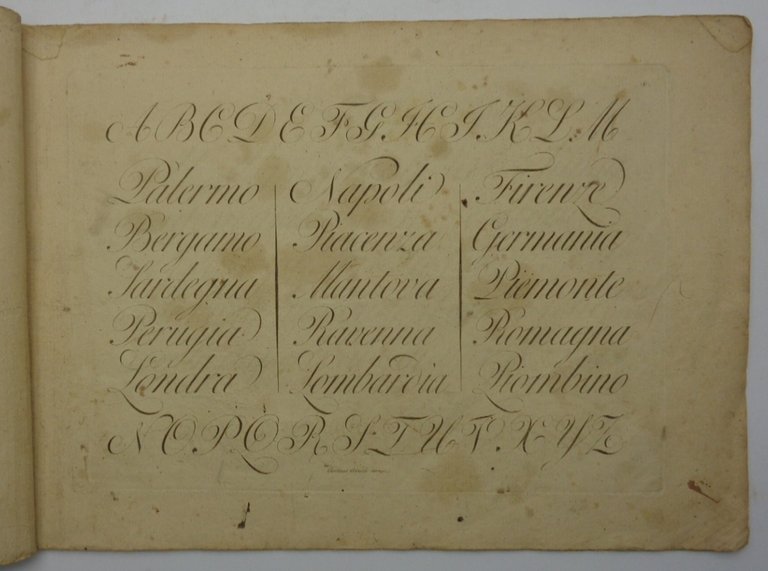 A B C D E F G H I K L M
Palermo Napoli Firenze
Bergamo Piacenza Germania
Sardegna Mantova Piemonte
Perugia Ravenna Romagna
Londra Lombardia Piombino
N O P Q R S T U V X Y Z